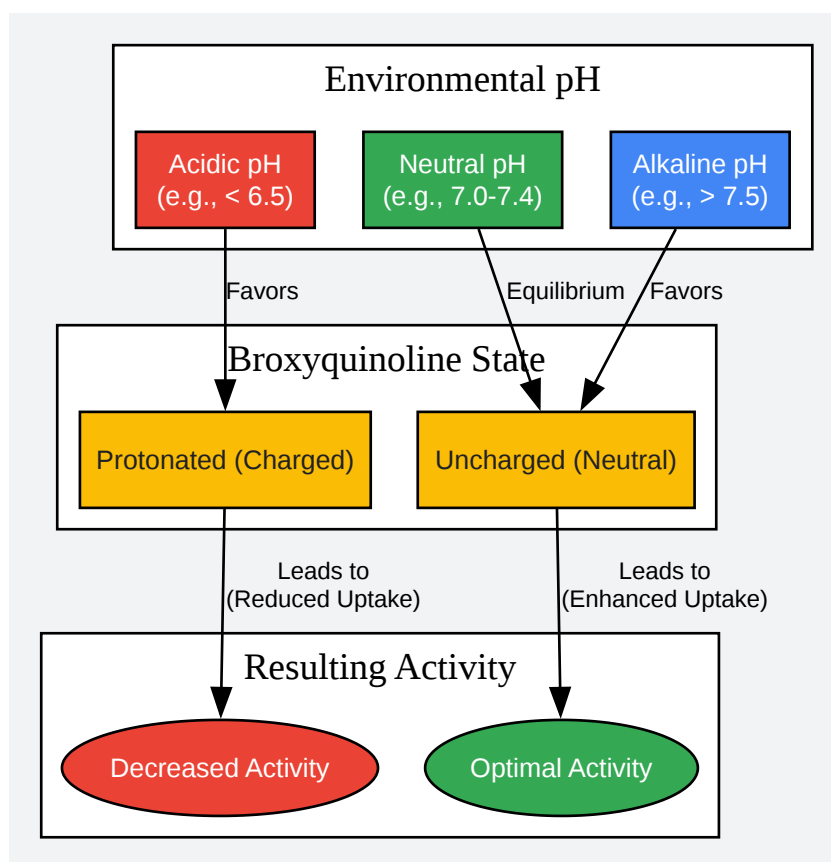 Environmental pH
Acidic pH
(e.g., < 6.5)
Neutral pH
(e.g., 7.0-7.4)
Alkaline pH
(e.g., > 7.5)
Favors
Equilibrium
Favors
Broxyquinoline State
Protonated (Charged)
Uncharged (Neutral)
Leads to
(Reduced Uptake)
Leads to
(Enhanced Uptake)
Resulting Activity
Decreased Activity
Optimal Activity